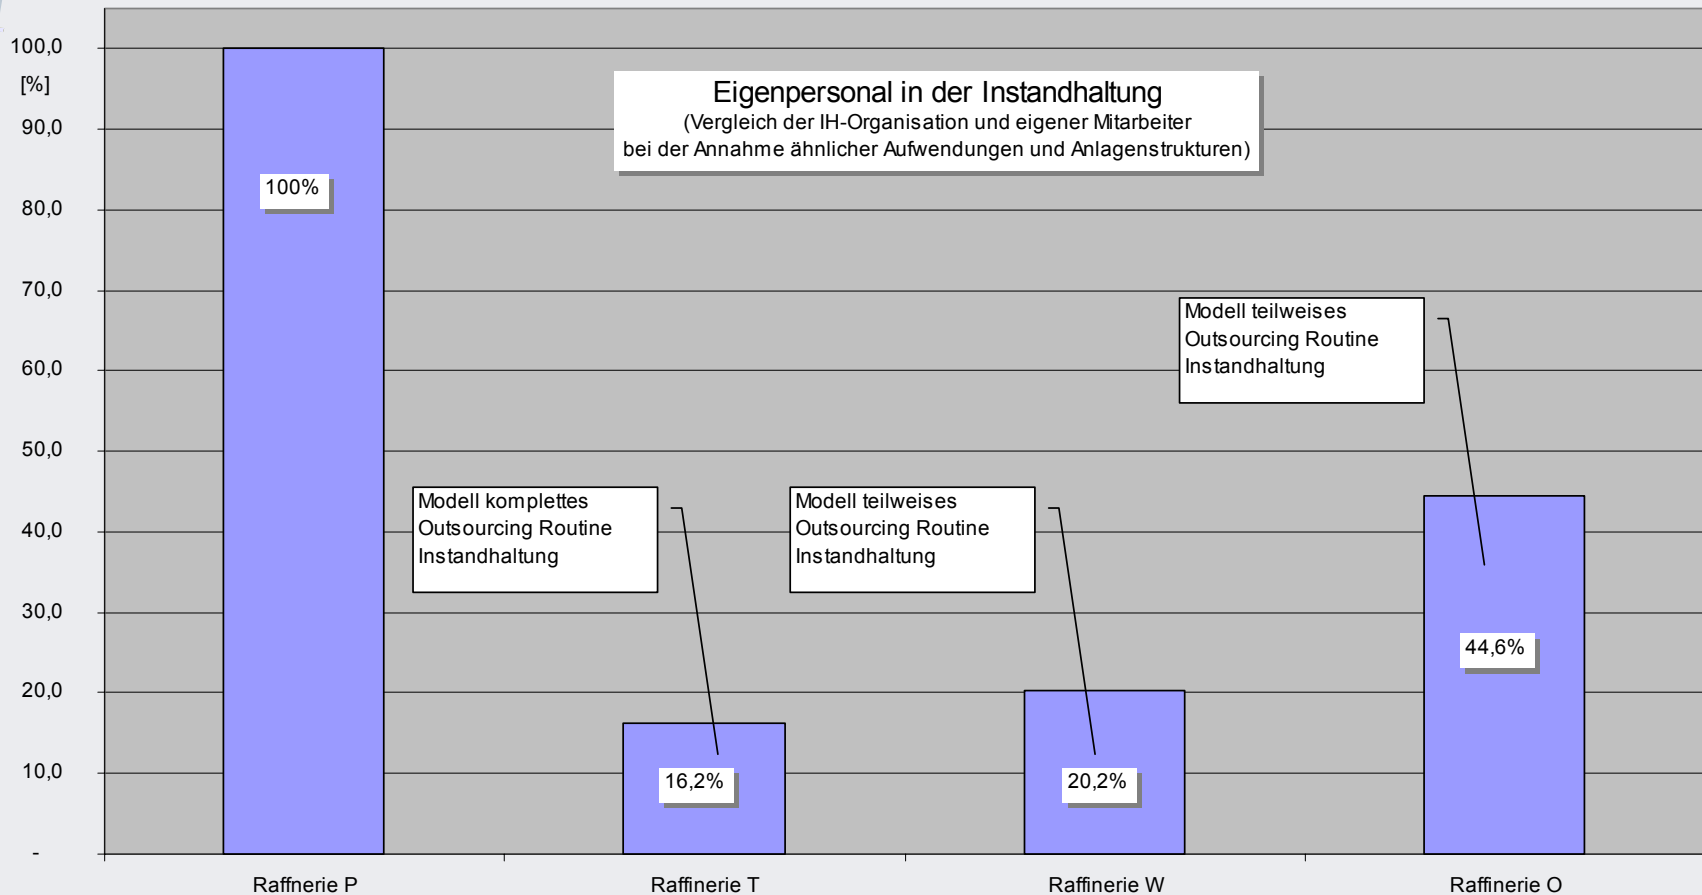 Eigenpersonal in der Instandhaltung
(Vergleich der IH-Organisation und eigener Mitarbeiter
bei der Annahme ähnlicher Aufwendungen und Anlagenstrukturen)
100,0
[%]
90,0
80,0
70,0
60,0
50,0
40,0
30,0
20,0
10,0
-
100%
Modell komplettes
Outsourcing Routine
Instandhaltung
16,2%
Modell teilweises
Outsourcing Routine
Instandhaltung
20,2%
Modell teilweises
Outsourcing Routine
Instandhaltung
44,6%
Raffnerie P
Raffinerie T
Raffinerie W
Raffinerie O